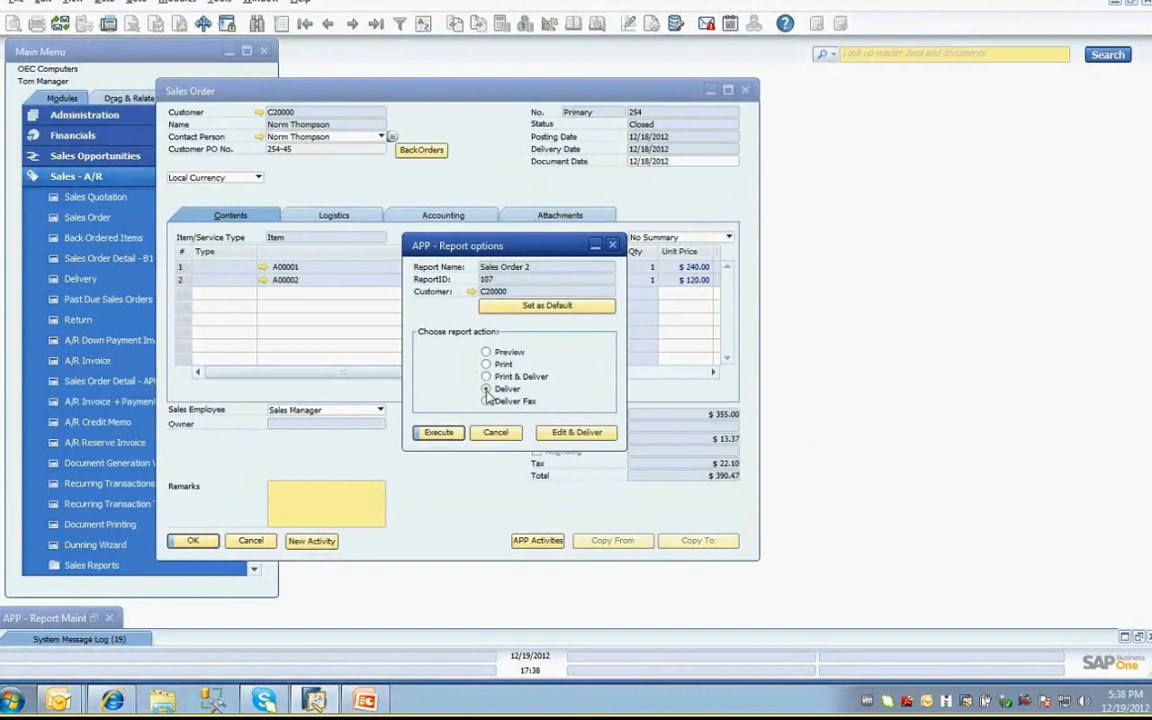 Main Menu
OEC Computers
Tom Manager
Modules
Drag & Relate
Administration
Financials
Sales Opportunities
Sales - A/R
Sales Quotation
Sales Order
Back Ordered Items
Sales Order Detail - B1
Delivery
Past Due Sales Orders
Return
A/R Down Payment Inv
A/R Invoice
Sales Order Detail - AP
A/R Invoice + Paymen
A/R Credit Memo
A/R Reserve Invoice
Document Generation
Recurring Transactions
Recurring Transaction
Document Printing
Dunning Wizard
Sales Reports
Look up master data and documents
Search
Sales Order
Customer C20000
Name Norm Thompson
Contact Person Norm Thompson
Customer PO No. 254-45
BackOrders
Local Currency
No. Primary 254
Status Closed
Posting Date 12/18/2012
Delivery Date 12/18/2012
Document Date 12/18/2012
Contents
Logistics
Accounting
Attachments
Item/Service Type Item
No Summary
# Type
Qty Unit Price
1 A00001 1 $ 240.00
2 A00002 1 $ 120.00
APP - Report options
Report Name: Sales Order 2
ReportID: 107
Customer: C20000
Set as Default
Choose report action:
Preview
Print
Print & Deliver
Deliver
Deliver Fax
Execute
Cancel
Edit & Deliver
Sales Employee Sales Manager
Owner
$ 355.00
$ 13.37
Tax $ 22.10
Total $ 390.47
Remarks
OK
Cancel
New Activity
APP Activities
Copy From
Copy To
APP - Report Maint
System Message Log (19)
12/19/2012
17:38
SAP Business One
5:38 PM
12/19/2012